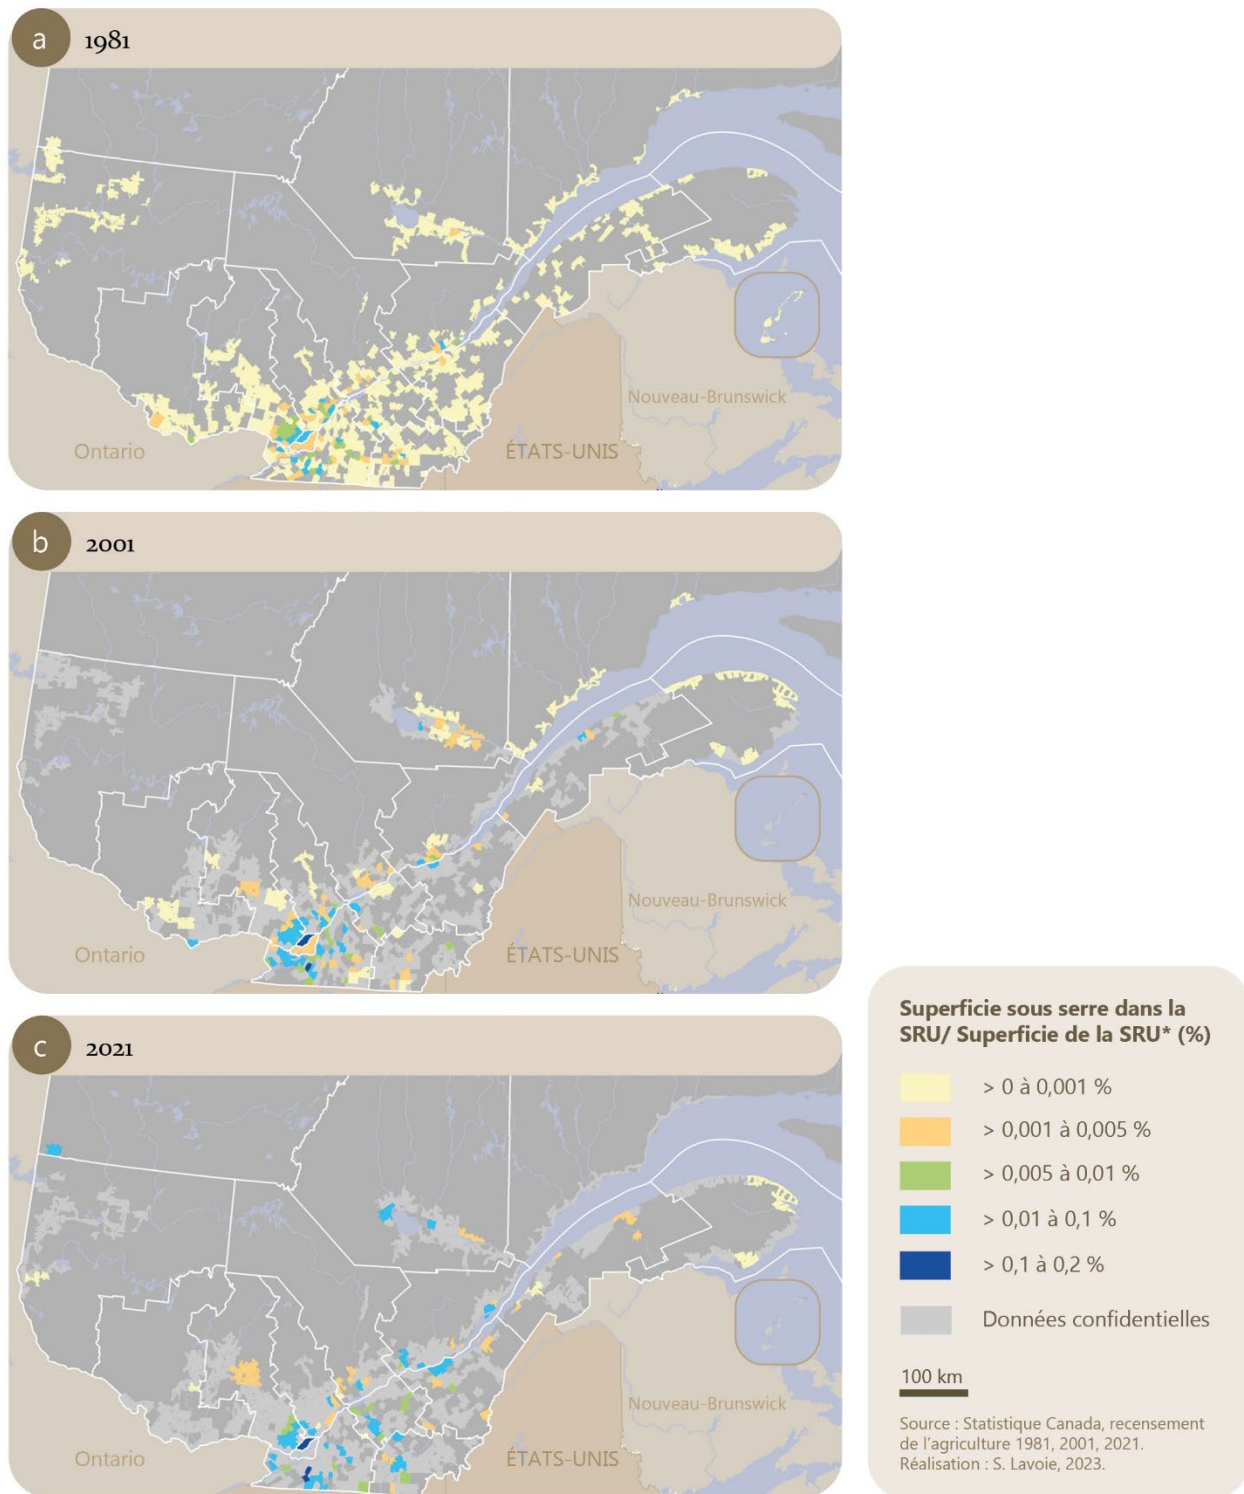 a
1981
Nouveau-Brunswick
Ontario
ÉTATS-UNIS
b
2001
Nouveau-Brunswick
Ontario
ÉTATS-UNIS
c
2021
Nouveau-Brunswick
Ontario
ÉTATS-UNIS
Superficie sous serre dans la
SRU/ Superficie de la SRU* (%)
> 0 à 0,001 %
> 0,001 à 0,005 %
> 0,005 à 0,01 %
> 0,01 à 0,1 %
> 0,1 à 0,2 %
Données confidentielles
100 km
Source : Statistique Canada, recensement
de l'agriculture 1981, 2001, 2021.
Réalisation : S. Lavoie, 2023.